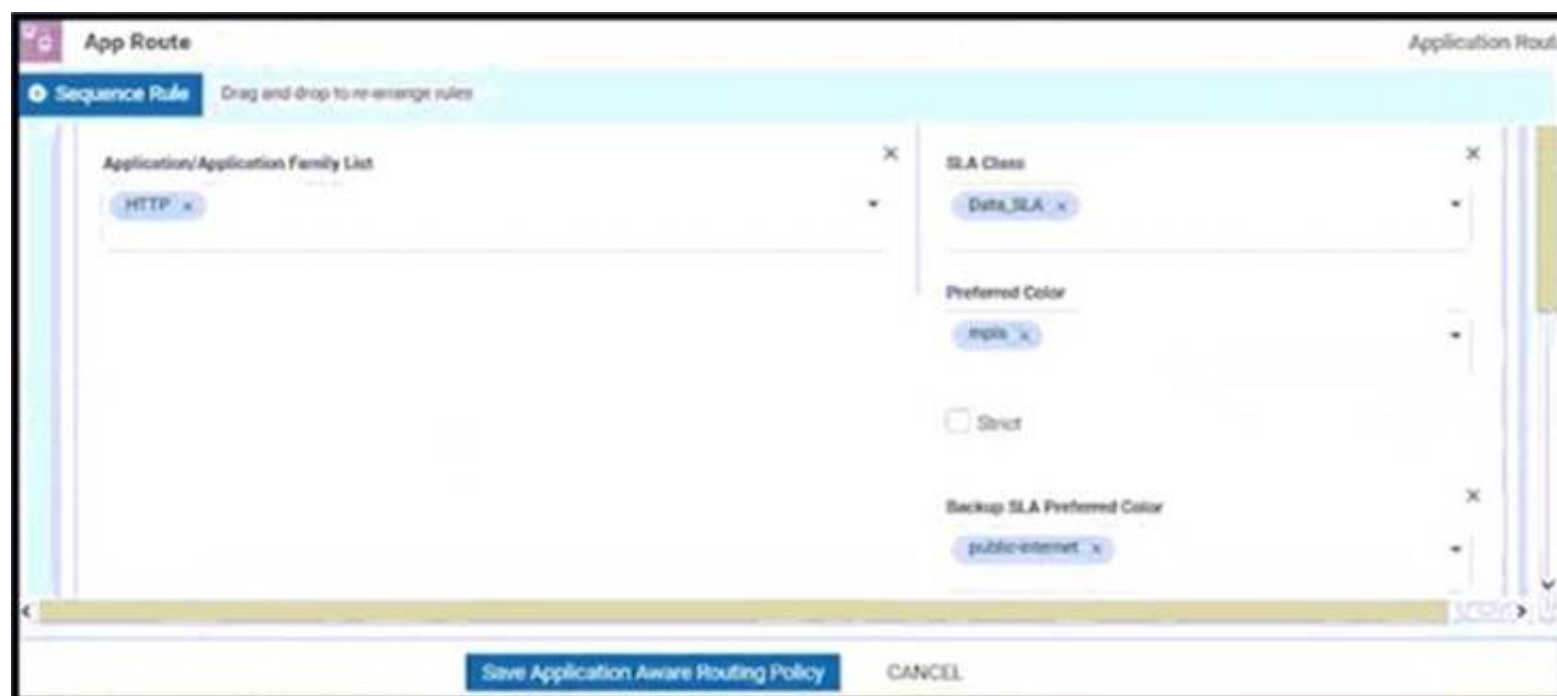 App Route
Application Rout
Sequence Rule
Drag and drop to re-arrange rules
Application/Application Family List
HTTP ×
SLA Class
Data_SLA ×
Preferred Color
mpls ×
Strict
Backup SLA Preferred Color
public-internet ×
Save Application Aware Routing Policy
CANCEL